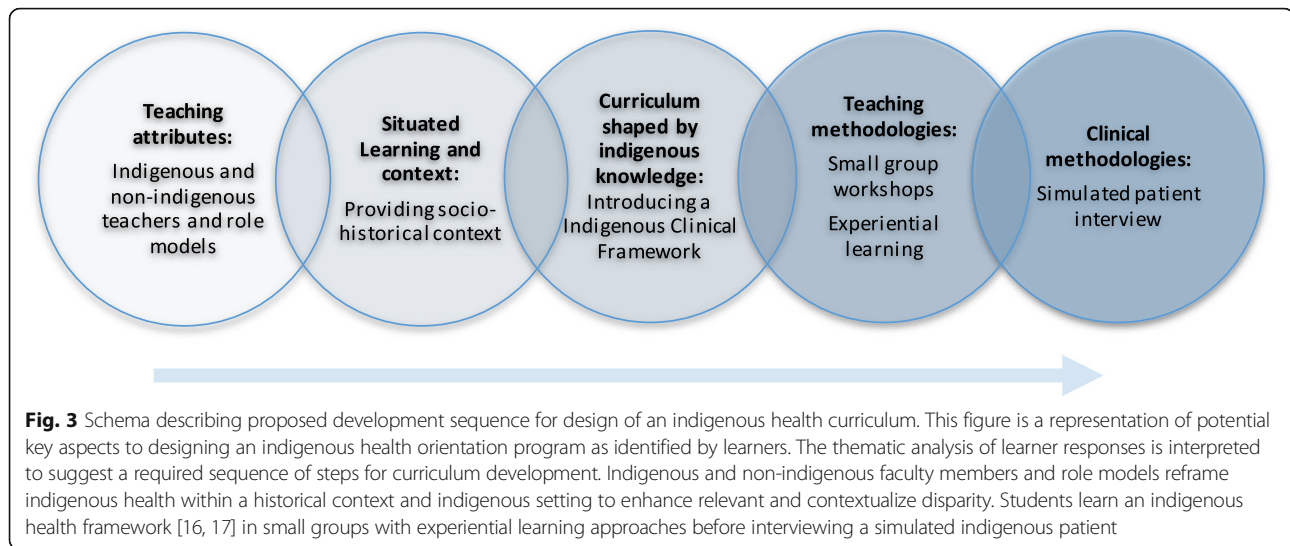 Teaching
attributes:
Indigenous and
non-indigenous
teachers and role
models
Situated
Learning and
context:
Providing socio-
historical context
Curriculum
shaped by
indigenous
knowledge:
Introducing a
Indigenous Clinical
Framework
Teaching
methodologies:
Small group
workshops
Experiential
learning
Clinical
methodologies:
Simulated patient
interview
Fig. 3 Schema describing proposed development sequence for design of an indigenous health curriculum. This figure is a representation of potential
key aspects to designing an indigenous health orientation program as identified by learners. The thematic analysis of learner responses is interpreted
to suggest a required sequence of steps for curriculum development. Indigenous and non-indigenous faculty members and role models reframe
indigenous health within a historical context and indigenous setting to enhance relevant and contextualize disparity. Students learn an indigenous
health framework [16, 17] in small groups with experiential learning approaches before interviewing a simulated indigenous patient